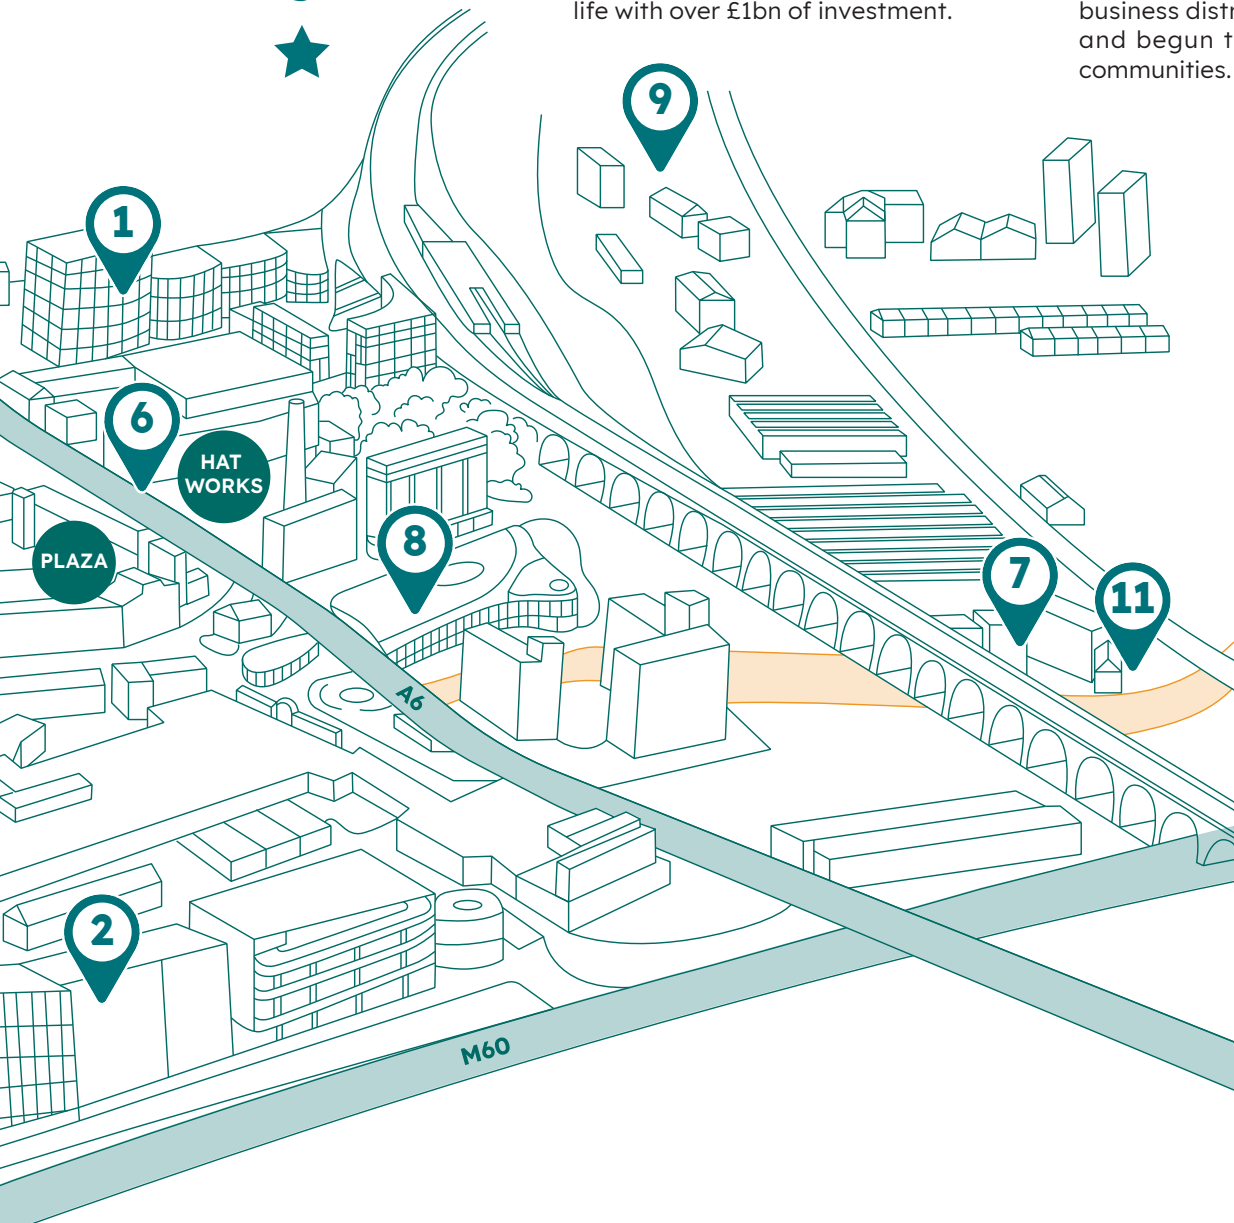 life with over £1bn of investment.
business distr
and begun t
communities.
9
1
6
HAT
WORKS
8
PLAZA
7
11
A6
2
M60